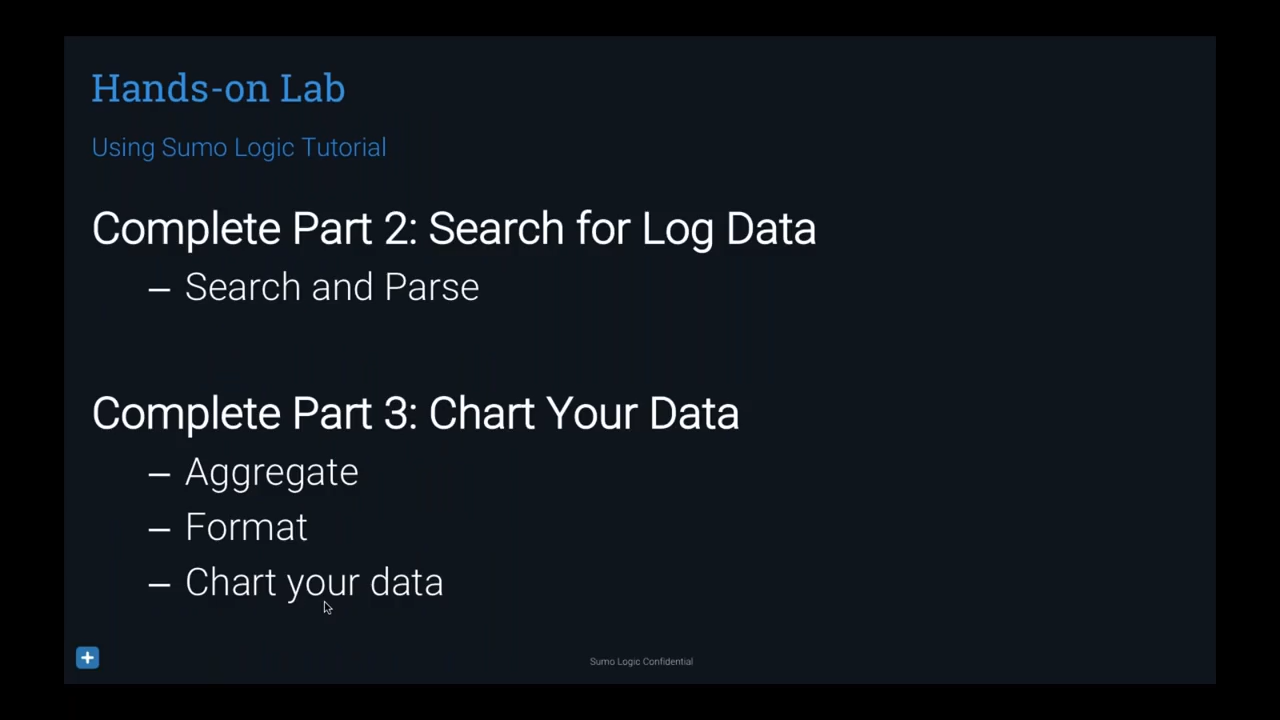 Hands-on Lab
Using Sumo Logic Tutorial
Complete Part 2: Search for Log Data
– Search and Parse
Complete Part 3: Chart Your Data
– Aggregate
– Format
– Chart your data
Sumo Logic Confidential